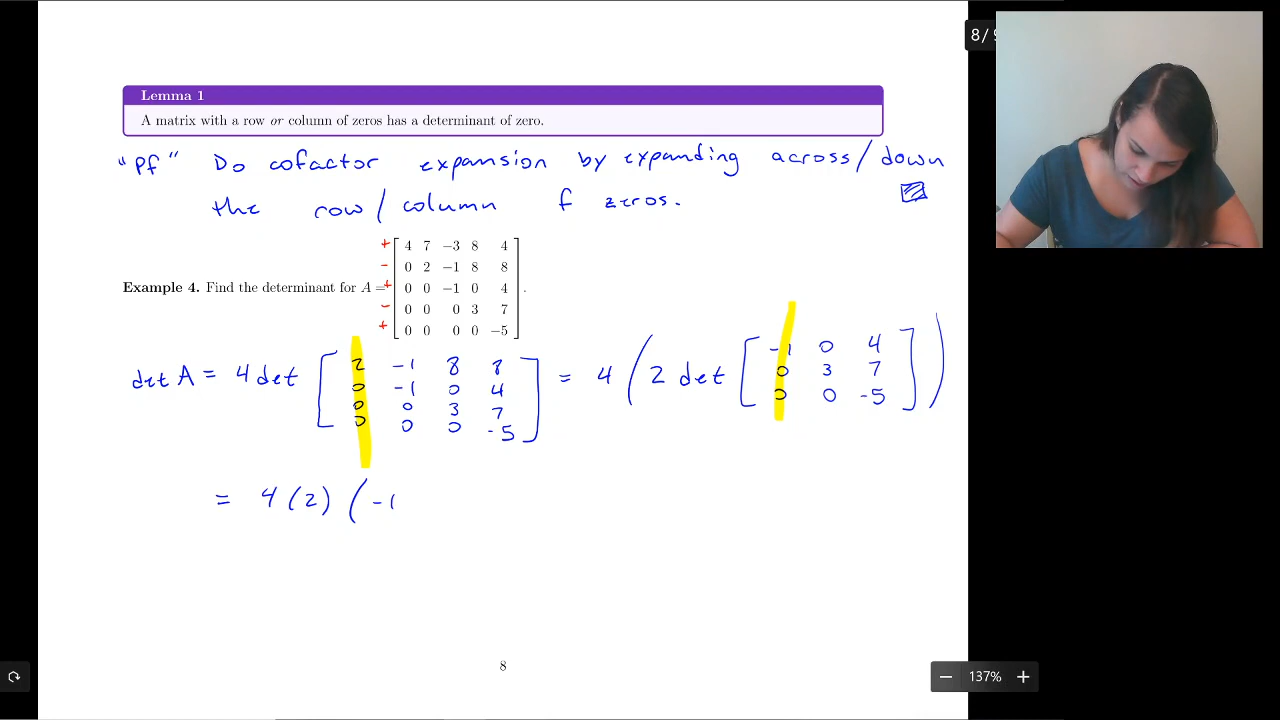 8 / 9
Lemma 1
A matrix with a row or column of zeros has a determinant of zero.
"Pf" Do cofactor expansion by expanding across/down
the row/column f zeros.
+ [ 4 7 −3 8 4 ]
- [ 0 2 −1 8 8 ]
Example 4. Find the determinant for A = + [ 0 0 −1 0 4 ] .
- [ 0 0 0 3 7 ]
+ [ 0 0 0 0 −5 ]
det A = 4 det [ 2 -1 8 8 ] = 4 ( 2 det [ -1 0 4 ] )
[ 0 -1 0 4 ] [ 0 3 7 ]
[ 0 0 3 7 ] [ 0 0 -5 ]
[ 0 0 0 -5 ]
= 4 (2) ( -1
8
137%